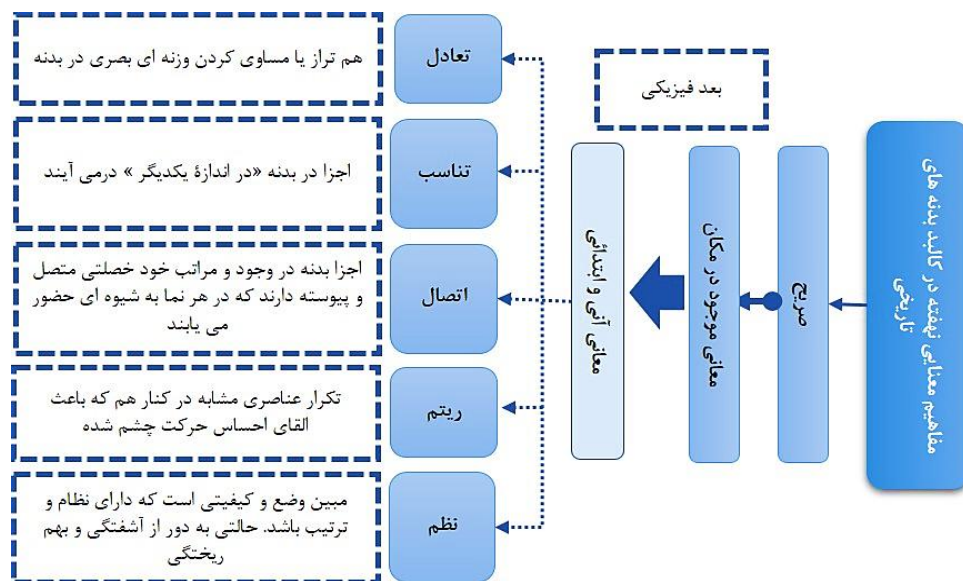 مفاهیم معنایی نهفته در کالبد بدنه های
تاریخی
صریح
بعد فیزیکی
معانی موجود در مکان
معانی آنی و ابتدائی
تعادل
هم تراز یا مساوی کردن وزنه ای بصری در بدنه
تناسب
اجزا در بدنه «در اندازۀ یکدیگر » درمی آیند
اتصال
اجزا بدنه در وجود و مراتب خود خصلتی متصل
و پیوسته دارند که در هر نما به شیوه ای حضور
می یابند
ریتم
تکرار عناصری مشابه در کنار هم که باعث
القای احساس حرکت چشم شده
نظم
مبین وضع و کیفیتی است که دارای نظام و
ترتیب باشد. حالتی به دور از آشفتگی و بهم
ریختگی